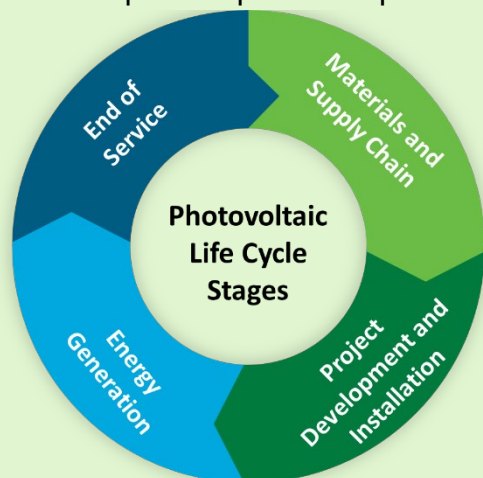 Photovoltaic
Life Cycle
Stages
Materials and
Supply Chain
Project
Development and
Installation
Energy
Generation
End of
Service